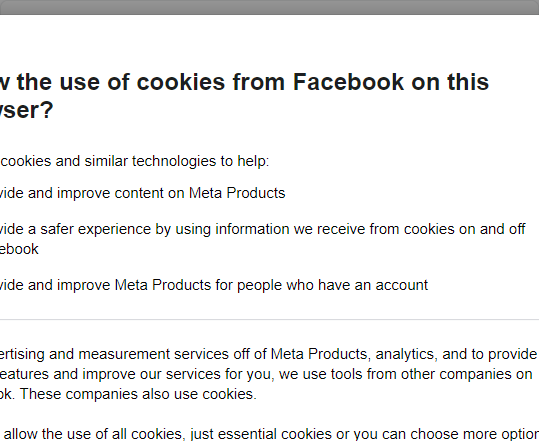 w the use of cookies from Facebook on this
ser?
cookies and similar technologies to help:
vide and improve content on Meta Products
vide a safer experience by using information we receive from cookies on and off
ebook
vide and improve Meta Products for people who have an account
ertising and measurement services off of Meta Products, analytics, and to provide
eatures and improve our services for you, we use tools from other companies on
ok. These companies also use cookies.
allow the use of all cookies, just essential cookies or you can choose more option